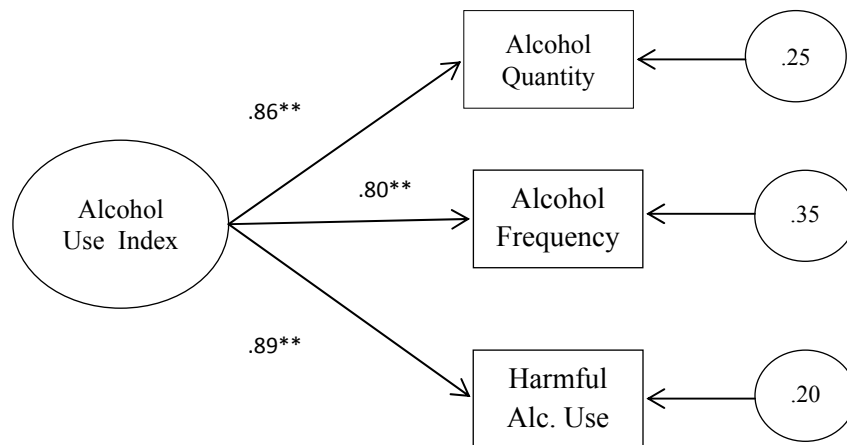 Alcohol
Quantity
.25
.86**
Alcohol
Use Index
.80**
Alcohol
Frequency
.35
.89**
Harmful
Alc. Use
.20